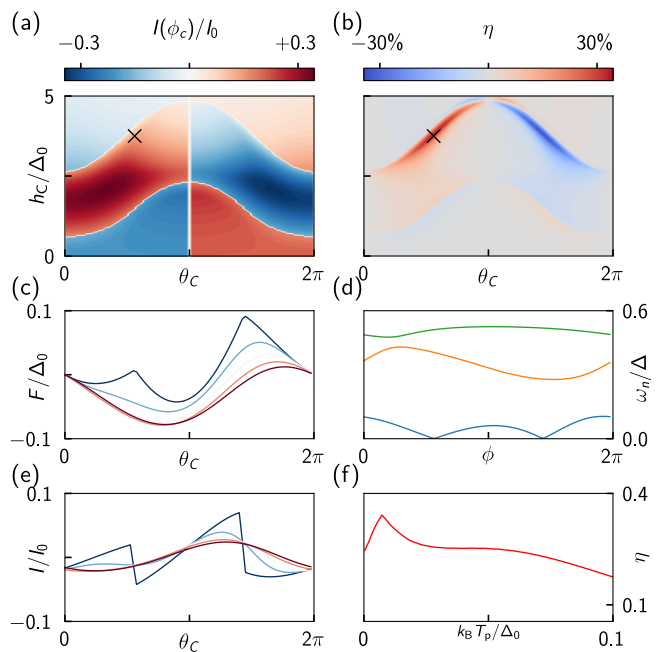 (a) I(ϕc)/I0 (b) η
−0.3 +0.3 −30% 30%
5
hC/Δ0
0
0 θC 2π 0 θC 2π
(c) (d)
0.1 0.6
F/Δ0 ωn/Δ
−0.1 0.0
0 θC 2π 0 ϕ 2π
(e) (f)
0.1 0.4
I/I0 η
−0.1 0.1
0 θC 2π 0 kBTp/Δ0 0.1